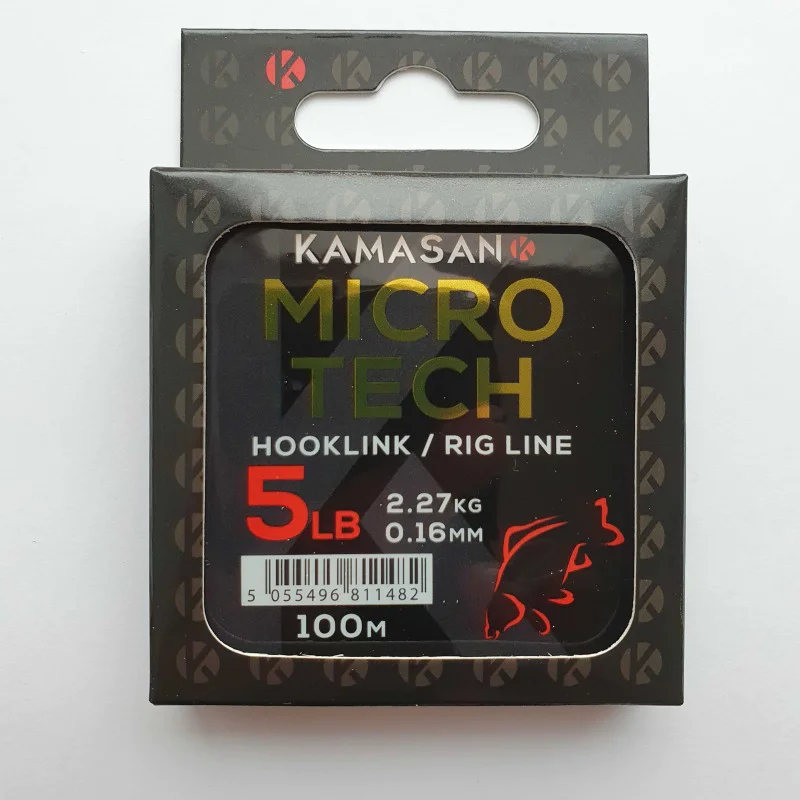 KAMASAN
MICRO
TECH
HOOKLINK / RIG LINE
5LB
2.27KG
0.16MM
5 055496 811482
100M